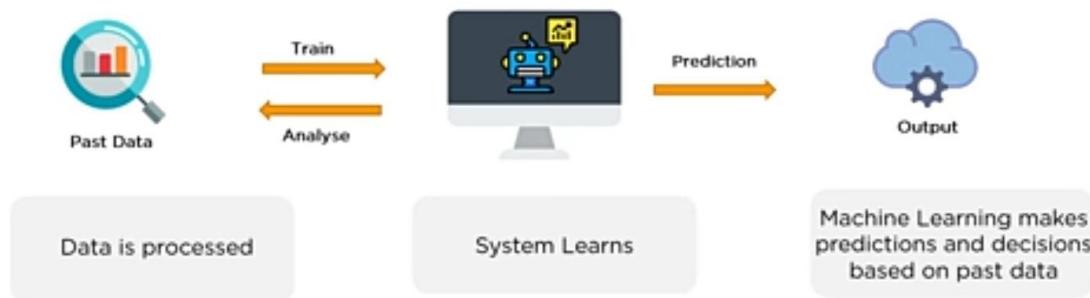 Train
Prediction
Past Data
Analyse
Output
Data is processed
System Learns
Machine Learning makes
predictions and decisions
based on past data